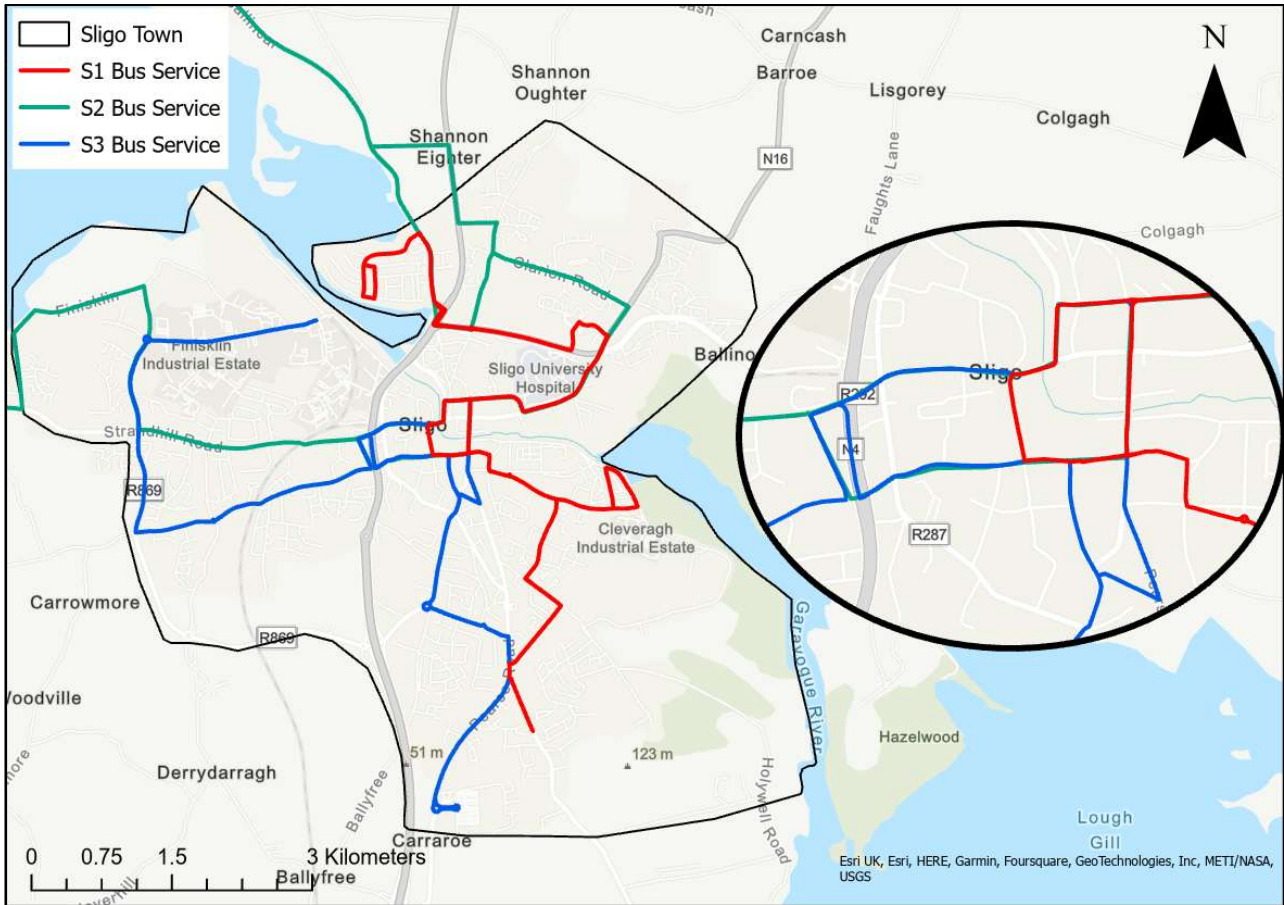 Sligo Town
S1 Bus Service
S2 Bus Service
S3 Bus Service
N
Carncash
Barroe
Shannon
Oughter
Lisgorey
Colgagh
Shannon
Eighter
N16
Faughts Lane
Colgagh
Clarion Road
Finisklin
Finisklin
Industrial Estate
Ballino
Sligo University
Hospital
Sligo
Strandhill Road
R869
Cleveragh
Industrial Estate
Carrowmore
R869
Woodville
Derrydarragh
51 m
123 m
Ballyfree
Carraroe
Ballyfree
Holywell Road
Garavogue River
Hazelwood
Lough
Gill
Sligo
R292
N4
R287
0 0.75 1.5 3 Kilometers
Esri UK, Esri, HERE, Garmin, Foursquare, GeoTechnologies, Inc, METI/NASA,
USGS